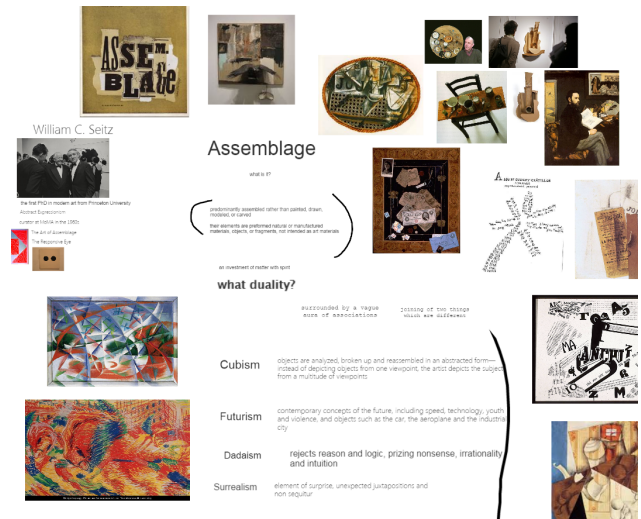 ASSEM
BLAGE
William C. Seitz
the first PhD in modern art from Princeton University
Abstract Expressionism
curator at MoMA in the 1960s
The Art of Assemblage
The Responsive Eye
Assemblage
what is it?
predominantly assembled rather than painted, drawn,
modeled, or carved
their elements are preformed natural or manufactured
materials, objects, or fragments, not intended as art materials
an investment of matter with spirit
what duality?
surrounded by a vague
aura of associations
joining of two things
which are different
Cubism
objects are analyzed, broken up and reassembled in an abstracted form—
instead of depicting objects from one viewpoint, the artist depicts the subject
from a multitude of viewpoints
Futurism
contemporary concepts of the future, including speed, technology, youth
and violence, and objects such as the car, the aeroplane and the industrial
city
Dadaism
rejects reason and logic, prizing nonsense, irrationality
and intuition
Surrealism
element of surprise, unexpected juxtapositions and
non sequitur